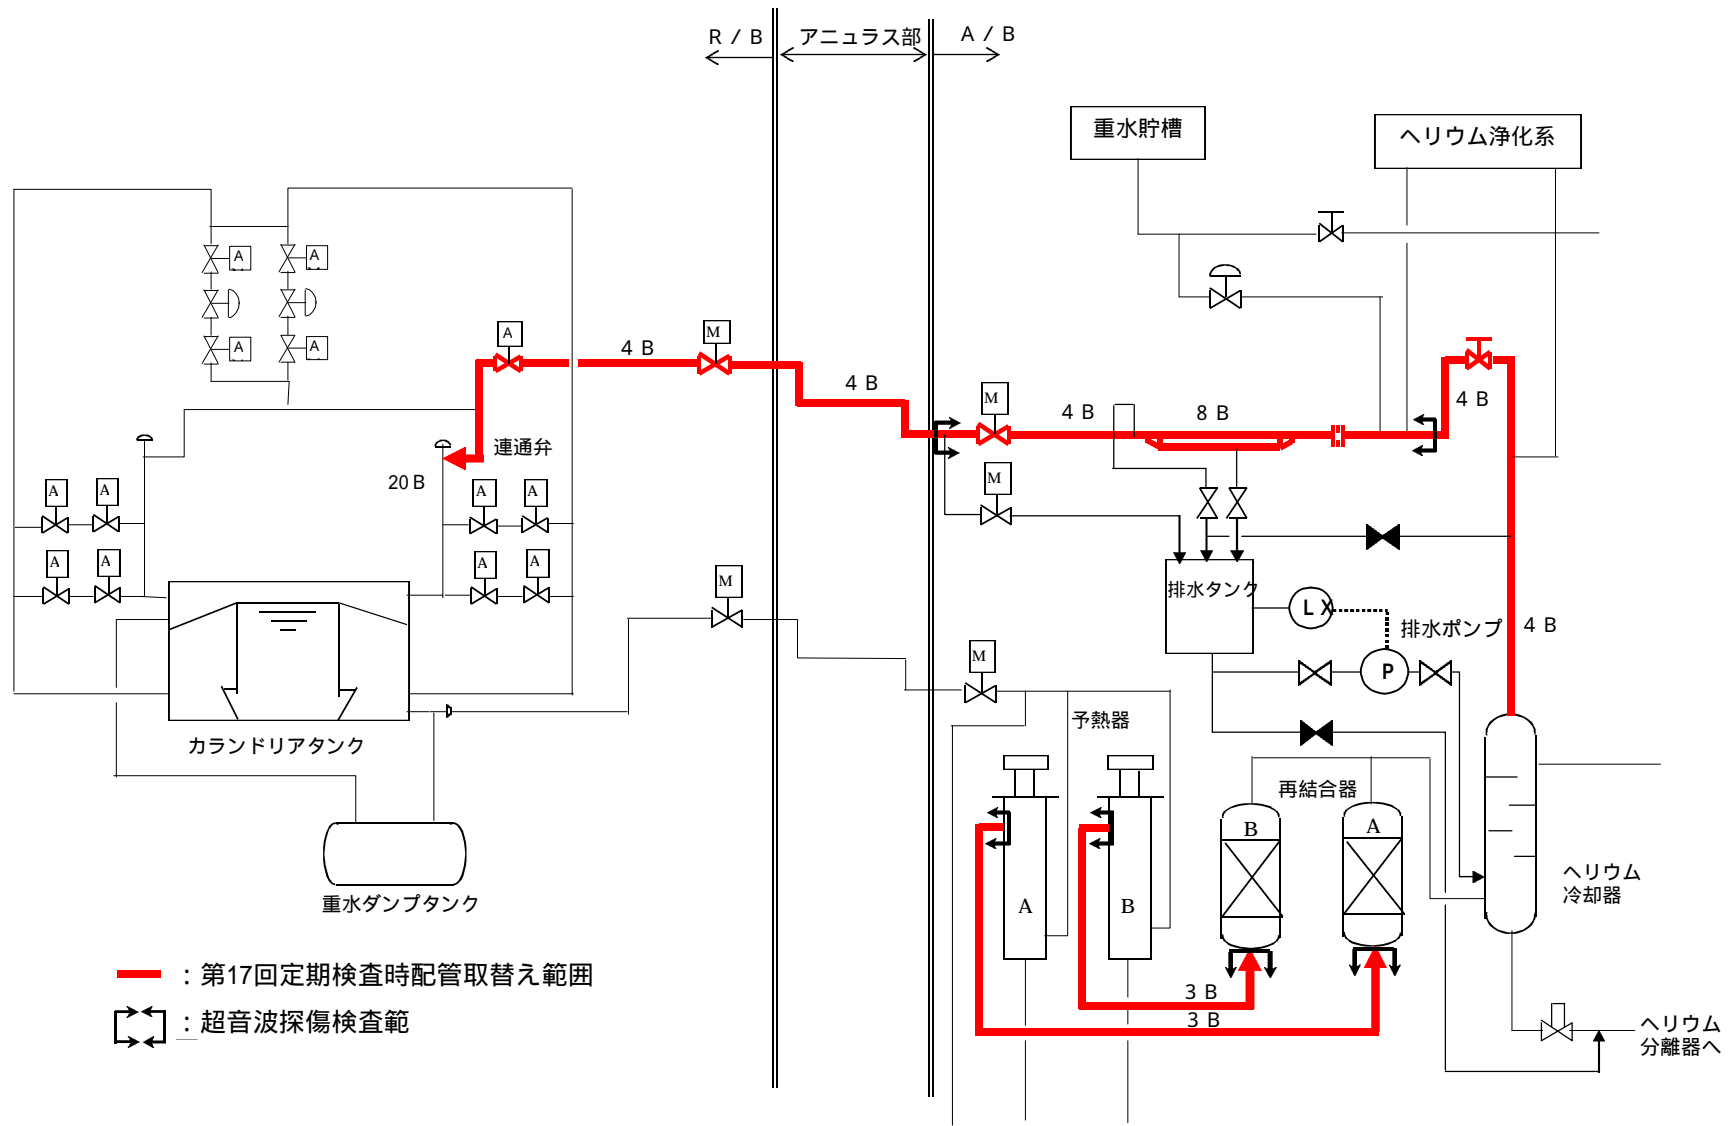 R / B
アニュラス部
A / B
重水貯槽
ヘリウム浄化系
A
A
A
A
A
M
4 B
4 B
M
4 B
8 B
4 B
連通弁
20 B
M
A
A
A
A
A
A
A
A
M
排水タンク
L X
排水ポンプ
4 B
P
M
カランドリアタンク
予熱器
再結合器
B
A
重水ダンプタンク
A
B
ヘリウム
冷却器
3 B
3 B
：第17回定期検査時配管取替え範囲
：超音波探傷検査範
ヘリウム
分離器へ